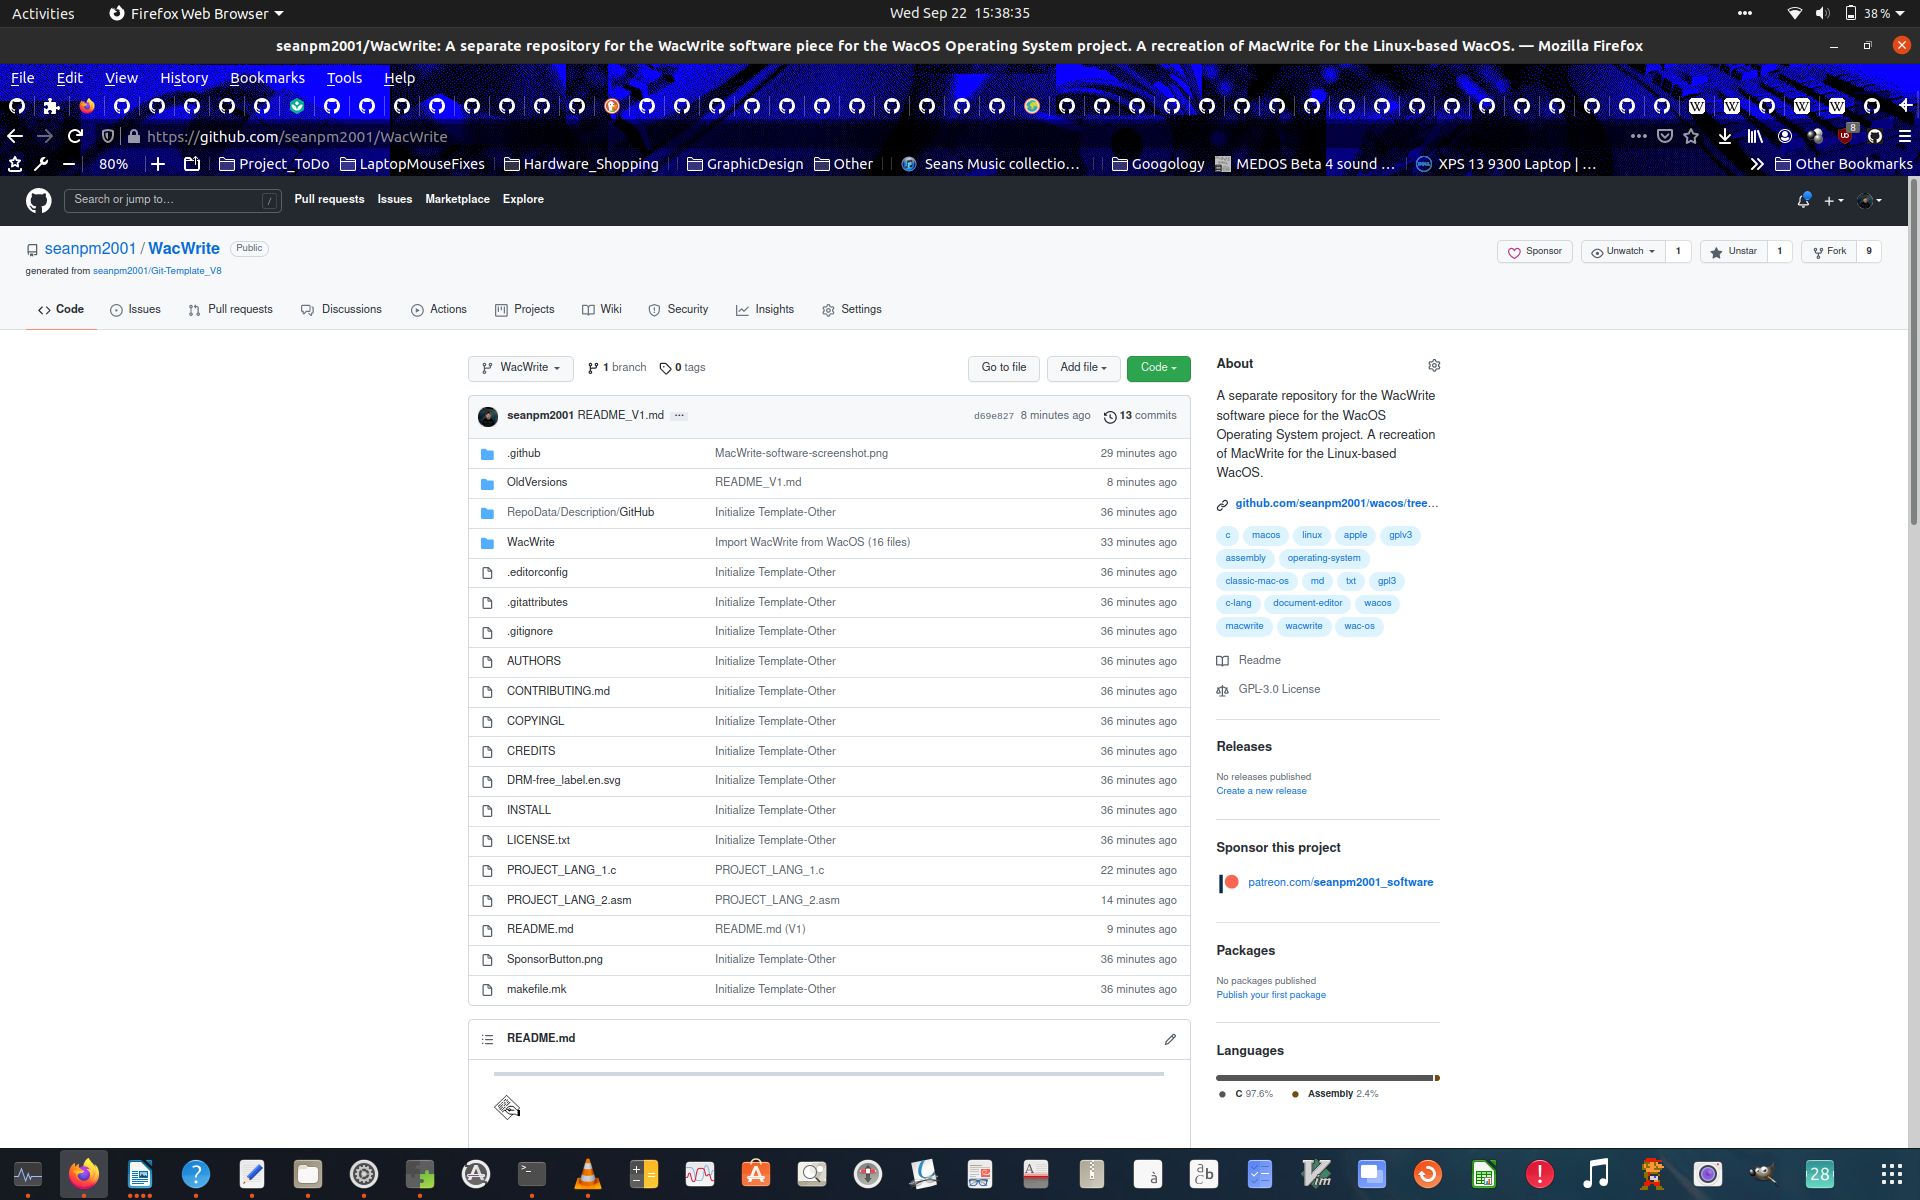 Activities Firefox Web Browser Wed Sep 22 15:38:35 38 %
seanpm2001/WacWrite: A separate repository for the WacWrite software piece for the WacOS Operating System project. A recreation of MacWrite for the Linux-based WacOS. — Mozilla Firefox
File Edit View History Bookmarks Tools Help
https://github.com/seanpm2001/WacWrite 8
80% Project_ToDo LaptopMouseFixes Hardware_Shopping GraphicDesign Other Seans Music collectio… Googology MEDOS Beta 4 sound … XPS 13 9300 Laptop | … Other Bookmarks
Search or jump to… / Pull requests Issues Marketplace Explore
seanpm2001 / WacWrite Public Sponsor Unwatch 1 Unstar 1 Fork 9
generated from seanpm2001/Git-Template_V8
Code Issues Pull requests Discussions Actions Projects Wiki Security Insights Settings
WacWrite 1 branch 0 tags Go to file Add file Code
seanpm2001 README_V1.md … d69e827 8 minutes ago 13 commits
.github MacWrite-software-screenshot.png 29 minutes ago
OldVersions README_V1.md 8 minutes ago
RepoData/Description/GitHub Initialize Template-Other 36 minutes ago
WacWrite Import WacWrite from WacOS (16 files) 33 minutes ago
.editorconfig Initialize Template-Other 36 minutes ago
.gitattributes Initialize Template-Other 36 minutes ago
.gitignore Initialize Template-Other 36 minutes ago
AUTHORS Initialize Template-Other 36 minutes ago
CONTRIBUTING.md Initialize Template-Other 36 minutes ago
COPYINGL Initialize Template-Other 36 minutes ago
CREDITS Initialize Template-Other 36 minutes ago
DRM-free_label.en.svg Initialize Template-Other 36 minutes ago
INSTALL Initialize Template-Other 36 minutes ago
LICENSE.txt Initialize Template-Other 36 minutes ago
PROJECT_LANG_1.c PROJECT_LANG_1.c 22 minutes ago
PROJECT_LANG_2.asm PROJECT_LANG_2.asm 14 minutes ago
README.md README.md (V1) 9 minutes ago
SponsorButton.png Initialize Template-Other 36 minutes ago
makefile.mk Initialize Template-Other 36 minutes ago
README.md
About
A separate repository for the WacWrite
software piece for the WacOS
Operating System project. A recreation
of MacWrite for the Linux-based
WacOS.
github.com/seanpm2001/wacos/tree…
c macos linux apple gplv3
assembly operating-system
classic-mac-os md txt gpl3
c-lang document-editor wacos
macwrite wacwrite wac-os
Readme
GPL-3.0 License
Releases
No releases published
Create a new release
Sponsor this project
patreon.com/seanpm2001_software
Packages
No packages published
Publish your first package
Languages
C 97.6% Assembly 2.4%
28